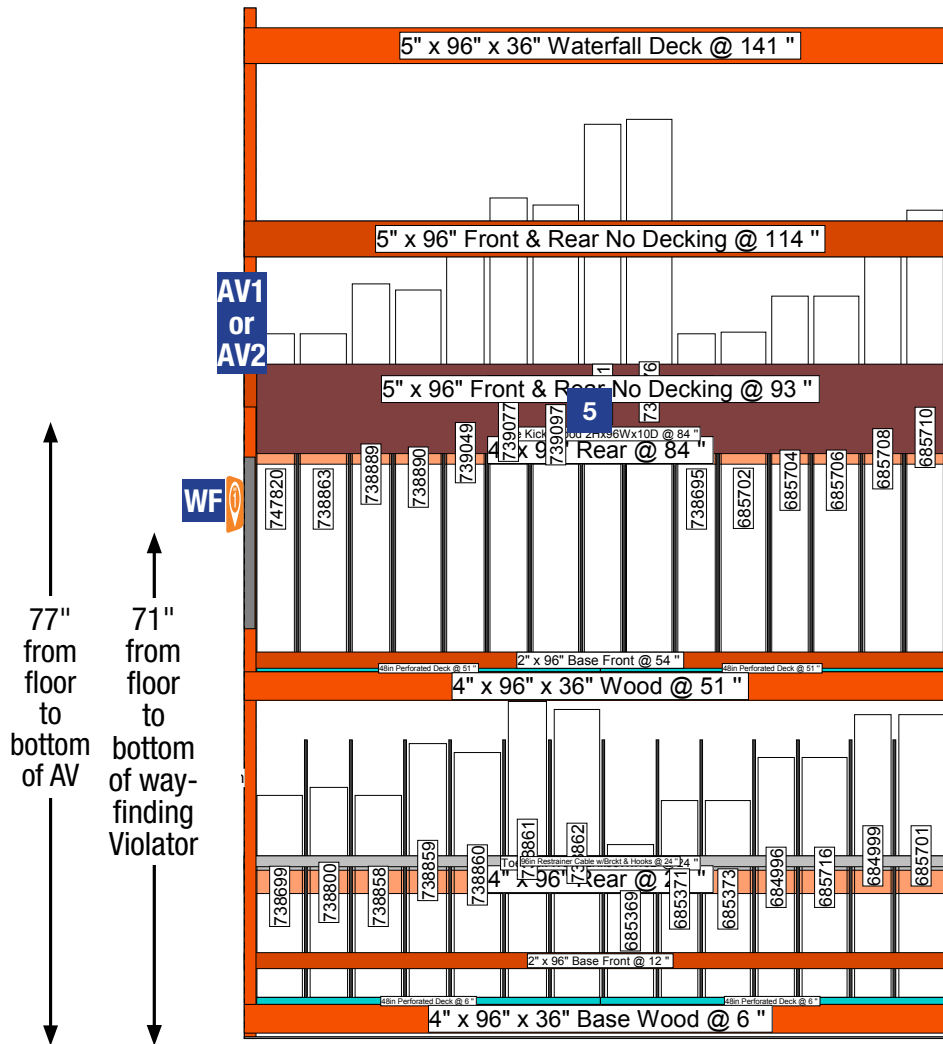 5" x 96" x 36" Waterfall Deck @ 141 "
5" x 96" Front & Rear No Decking @ 114 "
AV1
or
AV2
5" x 96" Front & Rear No Decking @ 93 "
5
84 "
Rear @ 84 "
747820
738863
738889
738890
739049
739077
739097
738695
685702
685704
685706
685708
685710
WF
77"
from
floor
to
bottom
of AV
71"
from
floor
to
bottom
of way-
finding
Violator
2" x 96" Base Front @ 54 "
48in Perforated Deck @ 51 "
48in Perforated Deck @ 51 "
4" x 96" x 36" Wood @ 51 "
96in Restrainer Cable w/Brckt & Hooks @ 24 "
4" x 96" Rear @
738699
738800
738858
738859
738860
738861
738862
685369
685371
685373
684996
685716
684999
685701
2" x 96" Base Front @ 12 "
48in Perforated Deck @ 6 "
48in Perforated Deck @ 6 "
4" x 96" x 36" Base Wood @ 6 "